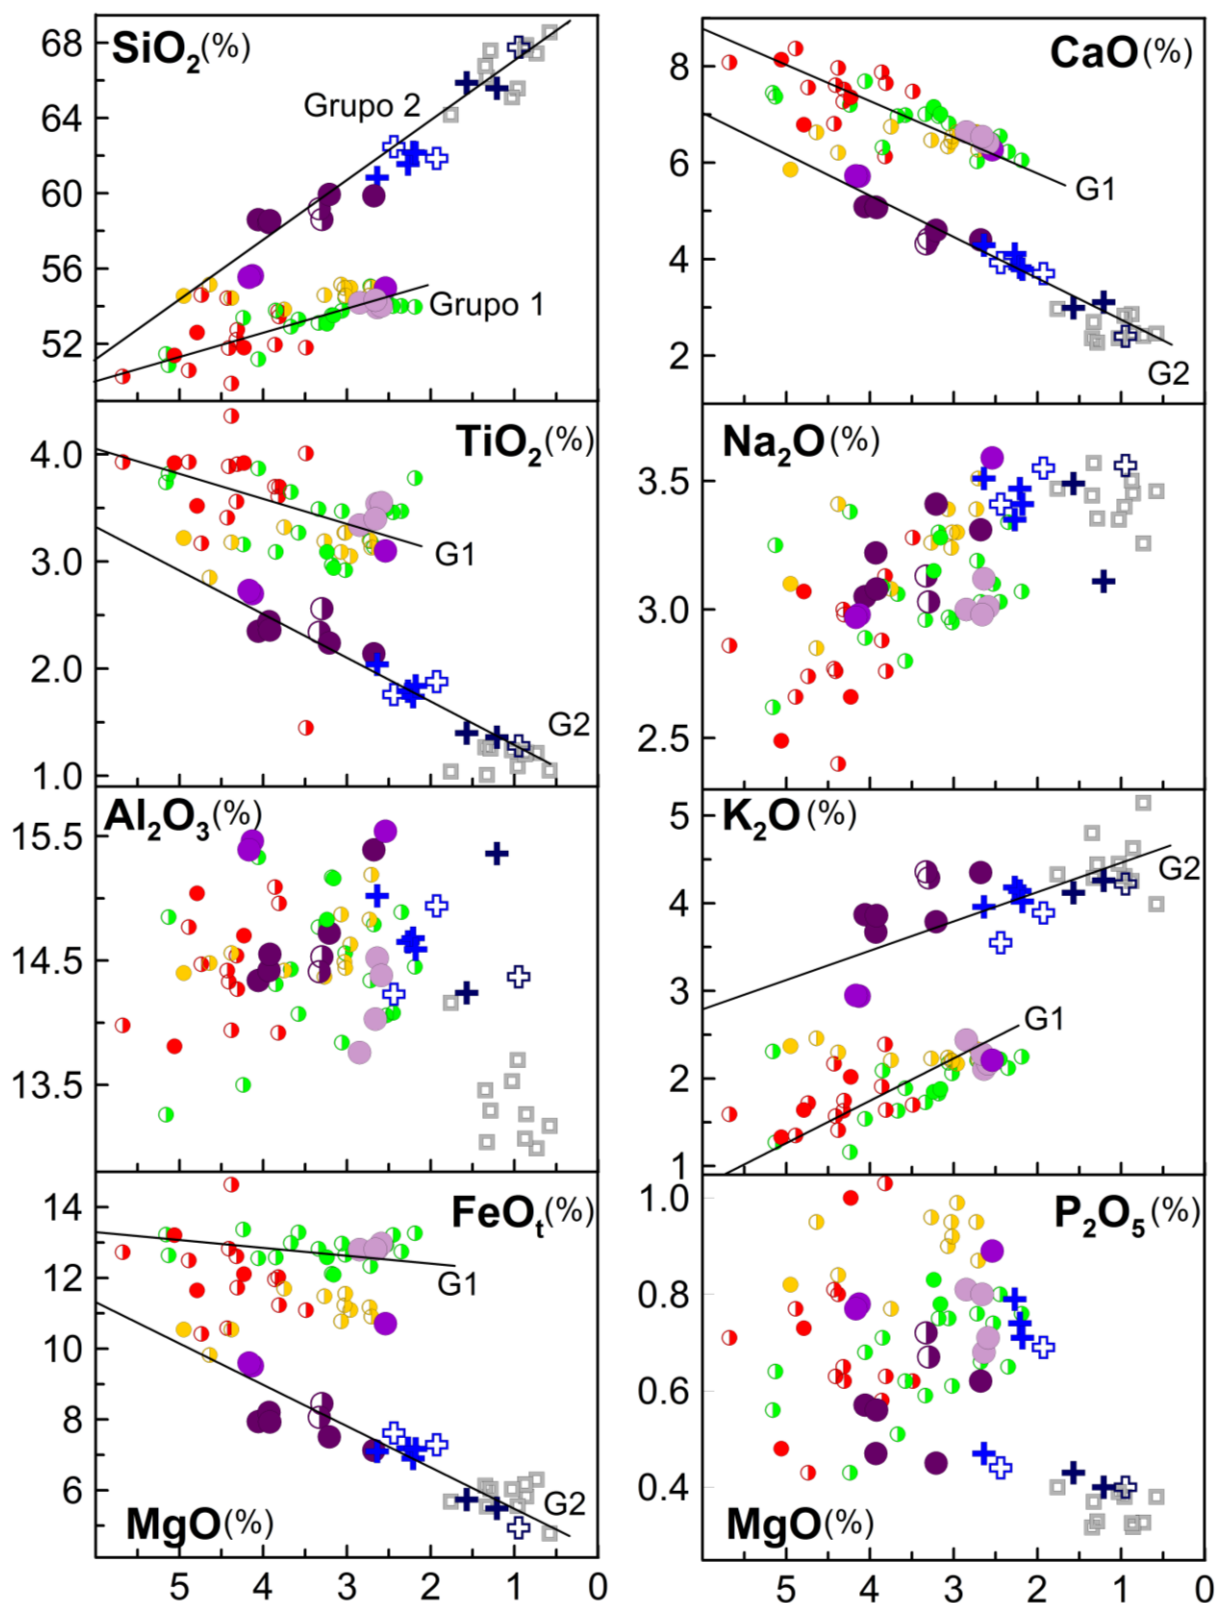 SiO₂(%)
68
64
60
56
52
Grupo 2
Grupo 1
CaO(%)
8
6
4
2
G1
G2
TiO₂(%)
4.0
3.0
2.0
1.0
G1
G2
Na₂O(%)
3.5
3.0
2.5
Al₂O₃(%)
15.5
14.5
13.5
K₂O(%)
5
4
3
2
1
G2
G1
FeOₜ(%)
14
12
10
8
6
G1
G2
MgO(%)
5 4 3 2 1 0
P₂O₅(%)
1.0
0.8
0.6
0.4
MgO(%)
5 4 3 2 1 0